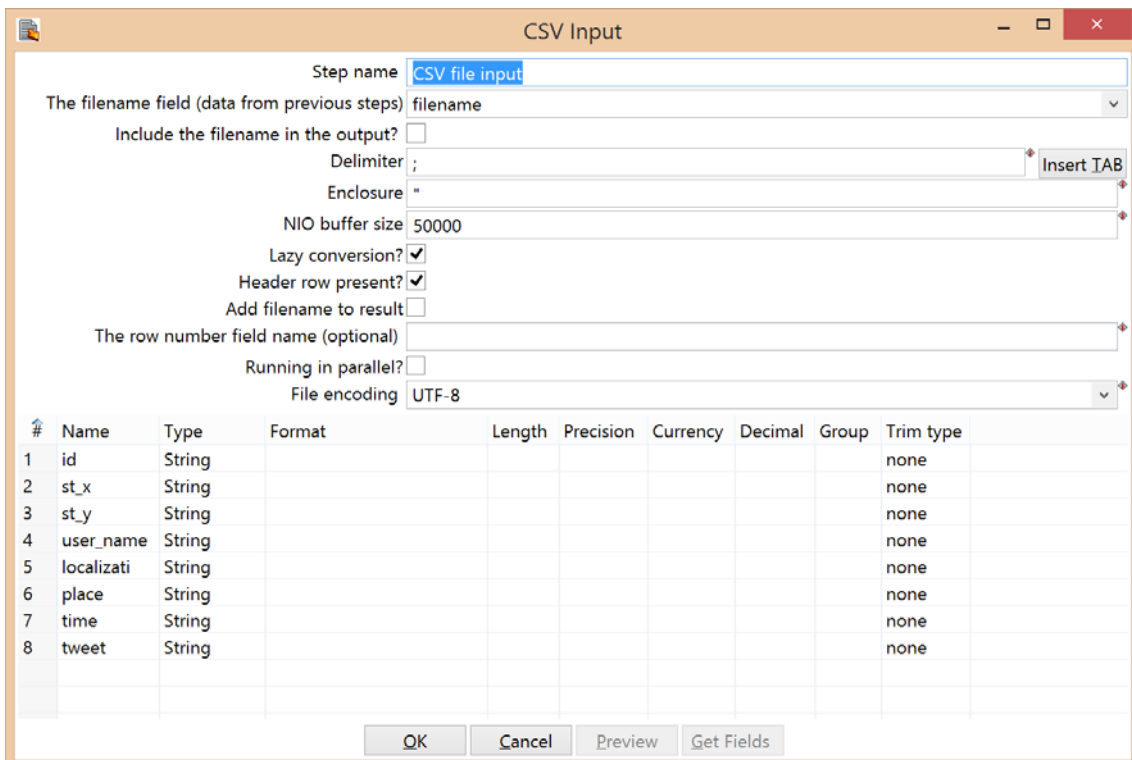 CSV Input
Step name CSV file input
The filename field (data from previous steps) filename
Include the filename in the output?
Delimiter ; Insert TAB
Enclosure "
NIO buffer size 50000
Lazy conversion?
Header row present?
Add filename to result
The row number field name (optional)
Running in parallel?
File encoding UTF-8
# Name Type Format Length Precision Currency Decimal Group Trim type
1 id String none
2 st_x String none
3 st_y String none
4 user_name String none
5 localizati String none
6 place String none
7 time String none
8 tweet String none
OK Cancel Preview Get Fields